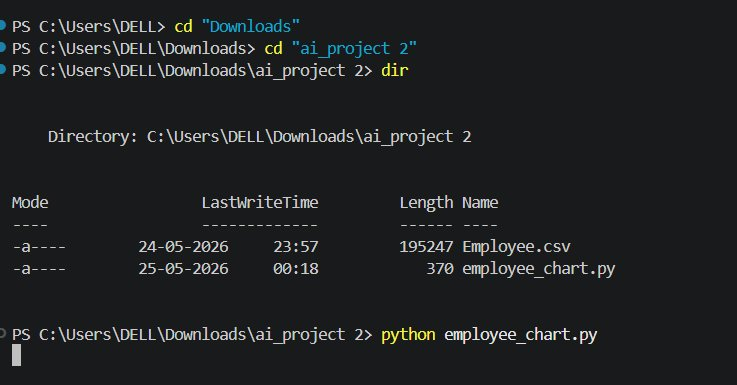 PS C:\Users\DELL> cd "Downloads"
PS C:\Users\DELL\Downloads> cd "ai_project 2"
PS C:\Users\DELL\Downloads\ai_project 2> dir
Directory: C:\Users\DELL\Downloads\ai_project 2
Mode LastWriteTime Length Name
---- ------------- ------ ----
-a---- 24-05-2026 23:57 195247 Employee.csv
-a---- 25-05-2026 00:18 370 employee_chart.py
PS C:\Users\DELL\Downloads\ai_project 2> python employee_chart.py